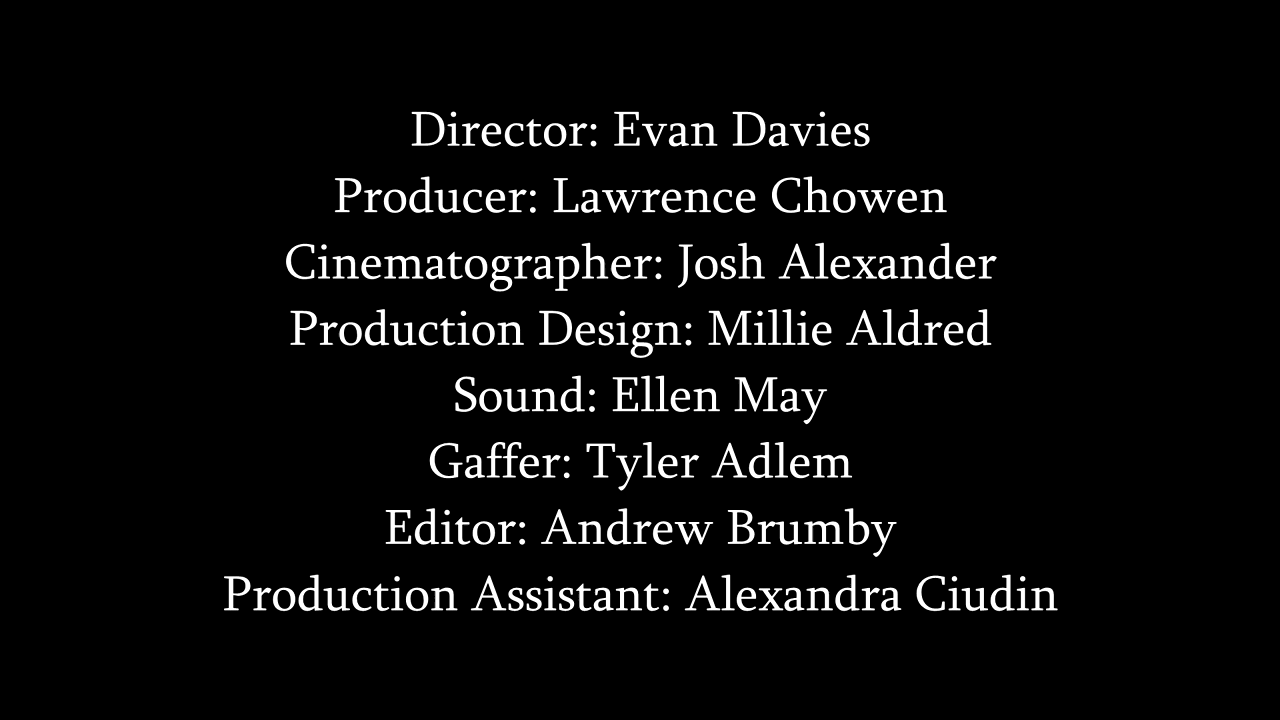 Director: Evan Davies
Producer: Lawrence Chowen
Cinematographer: Josh Alexander
Production Design: Millie Aldred
Sound: Ellen May
Gaffer: Tyler Adlem
Editor: Andrew Brumby
Production Assistant: Alexandra Ciudin